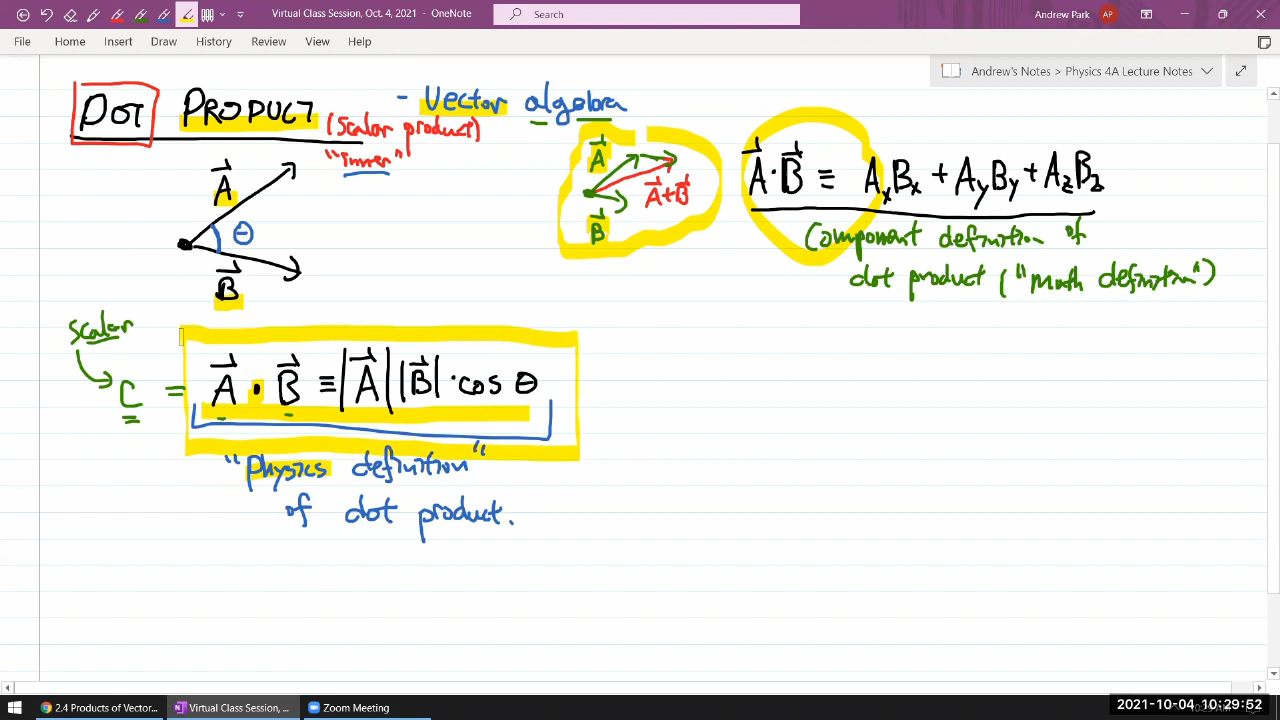 Virtual Class Session, Oct. 4, 2021 - OneNote
Search
Andrew Park
AP
File Home Insert Draw History Review View Help
Andrew's Notes > Physics 4A Lecture Notes
DOT PRODUCT
(scalar product)
"inner"
- Vector algebra
A⃗
θ
B⃗
A⃗
A⃗+B⃗
B⃗
A⃗·B⃗ ≡ AₓBₓ + A_yB_y + A_zB_z
Component definition of
dot product ("Math definition")
scalar
C = A⃗ · B⃗ ≡ |A⃗| |B⃗| · cos θ
"Physics definition"
of dot product.
2.4 Products of Vector...
Virtual Class Session, ...
Zoom Meeting
2021-10-04 10:29:52